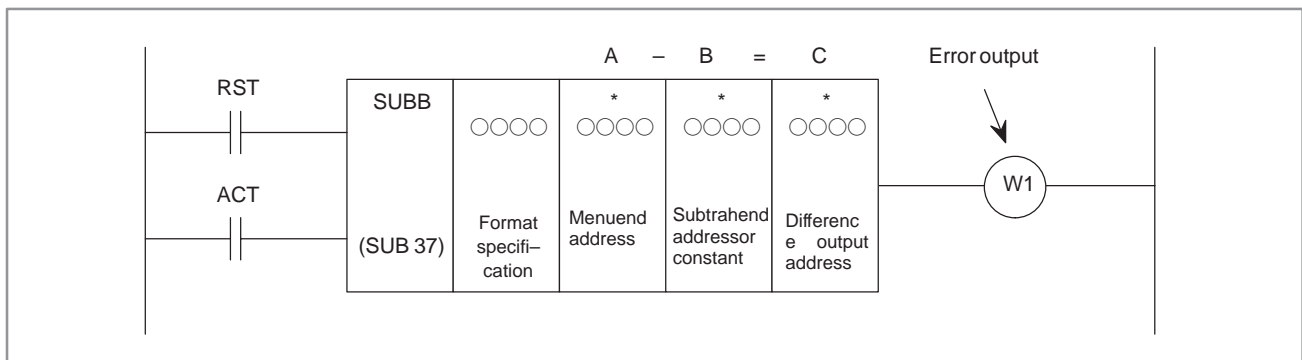 A – B = C
Error output
RST
SUBB
* * *
○○○○ ○○○○ ○○○○ ○○○○
W1
ACT
(SUB 37)
Format
specifi–
cation
Menuend
address
Subtrahend
addressor
constant
Differenc
e output
address